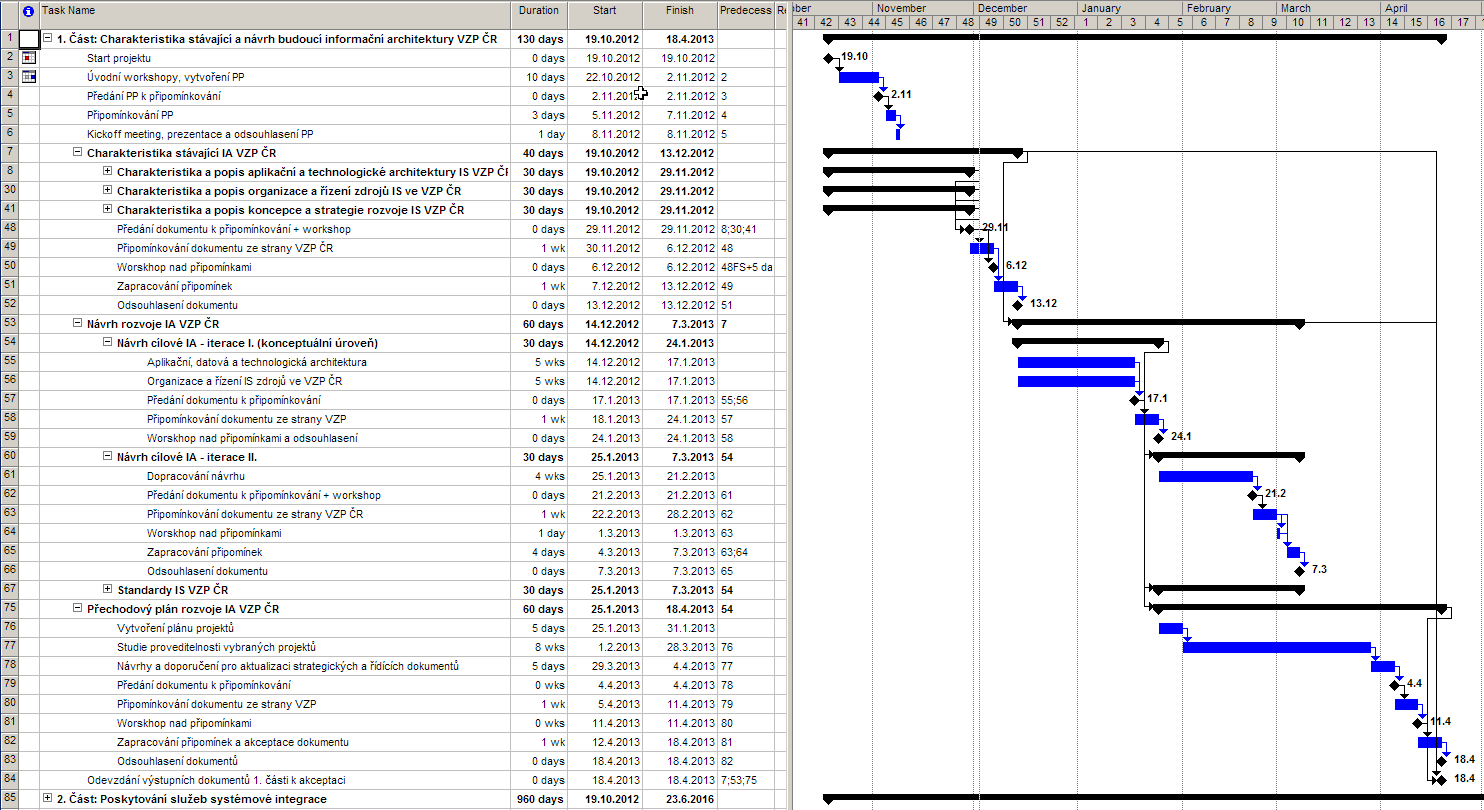 Task Name Duration Start Finish Predecess Re
ober November December January February March April
41 42 43 44 45 46 47 48 49 50 51 52 1 2 3 4 5 6 7 8 9 10 11 12 13 14 15 16 17
1 1. Část: Charakteristika stávající a návrh budoucí informační architektury VZP ČR 130 days 19.10.2012 18.4.2013
2 Start projektu 0 days 19.10.2012 19.10.2012 19.10
3 Úvodní workshopy, vytvoření PP 10 days 22.10.2012 2.11.2012 2
4 Předání PP k připomínkování 0 days 2.11.2012 2.11.2012 3 2.11
5 Připomínkování PP 3 days 5.11.2012 7.11.2012 4
6 Kickoff meeting, prezentace a odsouhlasení PP 1 day 8.11.2012 8.11.2012 5
7 Charakteristika stávající IA VZP ČR 40 days 19.10.2012 13.12.2012
8 Charakteristika a popis aplikační a technologické architektury IS VZP ČF 30 days 19.10.2012 29.11.2012
30 Charakteristika a popis organizace a řízení zdrojů IS ve VZP ČR 30 days 19.10.2012 29.11.2012
41 Charakteristika a popis koncepce a strategie rozvoje IS VZP ČR 30 days 19.10.2012 29.11.2012
48 Předání dokumentu k připomínkování + workshop 0 days 29.11.2012 29.11.2012 8;30;41 29.11
49 Připomínkování dokumentu ze strany VZP ČR 1 wk 30.11.2012 6.12.2012 48
50 Worskhop nad připomínkami 0 days 6.12.2012 6.12.2012 48FS+5 da 6.12
51 Zapracování připomínek 1 wk 7.12.2012 13.12.2012 49
52 Odsouhlasení dokumentu 0 days 13.12.2012 13.12.2012 51 13.12
53 Návrh rozvoje IA VZP ČR 60 days 14.12.2012 7.3.2013 7
54 Návrh cílové IA - iterace I. (konceptuální úroveň) 30 days 14.12.2012 24.1.2013
55 Aplikační, datová a technologická architektura 5 wks 14.12.2012 17.1.2013
56 Organizace a řízení IS zdrojů ve VZP ČR 5 wks 14.12.2012 17.1.2013
57 Předání dokumentu k připomínkování 0 days 17.1.2013 17.1.2013 55;56 17.1
58 Připomínkování dokumentu ze strany VZP 1 wk 18.1.2013 24.1.2013 57
59 Worskhop nad připomínkami a odsouhlasení 0 days 24.1.2013 24.1.2013 58 24.1
60 Návrh cílové IA - iterace II. 30 days 25.1.2013 7.3.2013 54
61 Dopracování návrhu 4 wks 25.1.2013 21.2.2013
62 Předání dokumentu k připomínkování + workshop 0 days 21.2.2013 21.2.2013 61 21.2
63 Připomínkování dokumentu ze strany VZP ČR 1 wk 22.2.2013 28.2.2013 62
64 Worskhop nad připomínkami 1 day 1.3.2013 1.3.2013 63
65 Zapracování připomínek 4 days 4.3.2013 7.3.2013 63;64
66 Odsouhlasení dokumentu 0 days 7.3.2013 7.3.2013 65 7.3
67 Standardy IS VZP ČR 30 days 25.1.2013 7.3.2013 54
75 Přechodový plán rozvoje IA VZP ČR 60 days 25.1.2013 18.4.2013 54
76 Vytvoření plánu projektů 5 days 25.1.2013 31.1.2013
77 Studie proveditelnosti vybraných projektů 8 wks 1.2.2013 28.3.2013 76
78 Návrhy a doporučení pro aktualizaci strategických a řídících dokumentů 5 days 29.3.2013 4.4.2013 77
79 Předání dokumentu k připomínkování 0 wks 4.4.2013 4.4.2013 78 4.4
80 Připomínkování dokumentu ze strany VZP 1 wk 5.4.2013 11.4.2013 79
81 Worskhop nad připomínkami 0 wks 11.4.2013 11.4.2013 80 11.4
82 Zapracování připomínek a akceptace dokumentu 1 wk 12.4.2013 18.4.2013 81
83 Odsouhlasení dokumentů 0 days 18.4.2013 18.4.2013 82 18.4
84 Odevzdání výstupních dokumentů 1. části k akceptaci 0 days 18.4.2013 18.4.2013 7;53;75 18.4
85 2. Část: Poskytování služeb systémové integrace 960 days 19.10.2012 23.6.2016